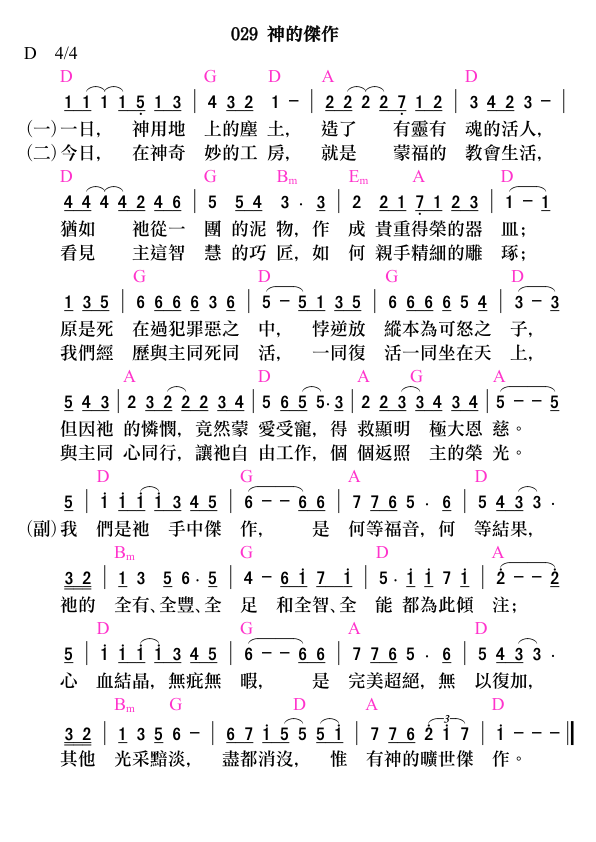 029 神的傑作
D 4/4
D G D A D
1 1 1 1 5 1 3 | 4 3 2 1 - | 2 2 2 2 7 1 2 | 3 4 2 3 - |
(一)一日， 神用地 上的塵 土， 造了 有靈有 魂的活人，
(二)今日， 在神奇 妙的工 房， 就是 蒙福的 教會生活，
D G Bm Em A D
4 4 4 4 2 4 6 | 5 5 4 3 · 3 | 2 2 1 7 1 2 3 | 1 - 1
猶如 祂從一 團 的泥 物，作 成 貴重得榮的器 皿；
看見 主這智 慧 的巧 匠，如 何 親手精細的雕 琢；
G D G D
1 3 5 | 6 6 6 6 6 3 6 | 5 - 5 1 3 5 | 6 6 6 6 6 5 4 | 3 - 3
原是死 在過犯罪惡之 中， 悖逆放 縱本為可怒之 子，
我們經 歷與主同死同 活， 一同復 活一同坐在天 上，
A D A G A
5 4 3 | 2 3 2 2 2 3 4 | 5 6 5 5 · 3 | 2 2 3 3 4 3 4 | 5 - - 5
但因祂 的憐憫，竟然蒙 愛受寵，得 救顯明 極大恩 慈。
與主同 心同行，讓祂自 由工作，個 個返照 主的榮 光。
D G A D
5 | 1 1 1 1 3 4 5 | 6 - - 6 6 | 7 7 6 5 · 6 | 5 4 3 3 ·
(副)我 們是祂 手中傑 作， 是 何等福音，何 等結果，
Bm G D A
3 2 | 1 3 5 6 · 5 | 4 - 6 1 7 1 | 5 · 1 1 7 1 | 2 - - 2
祂的 全有、全豐、全 足 和全智、全 能 都為此傾 注；
D G A D
5 | 1 1 1 1 3 4 5 | 6 - - 6 6 | 7 7 6 5 · 6 | 5 4 3 3 ·
心 血結晶，無疵無 暇， 是 完美超絕，無 以復加，
Bm G D A D
3 2 | 1 3 5 6 - | 6 7 1 5 5 5 1 | 7 7 6 2 1 7 | 1 - - - ‖
3
其他 光采黯淡， 盡都消沒， 惟 有神的曠世傑 作。